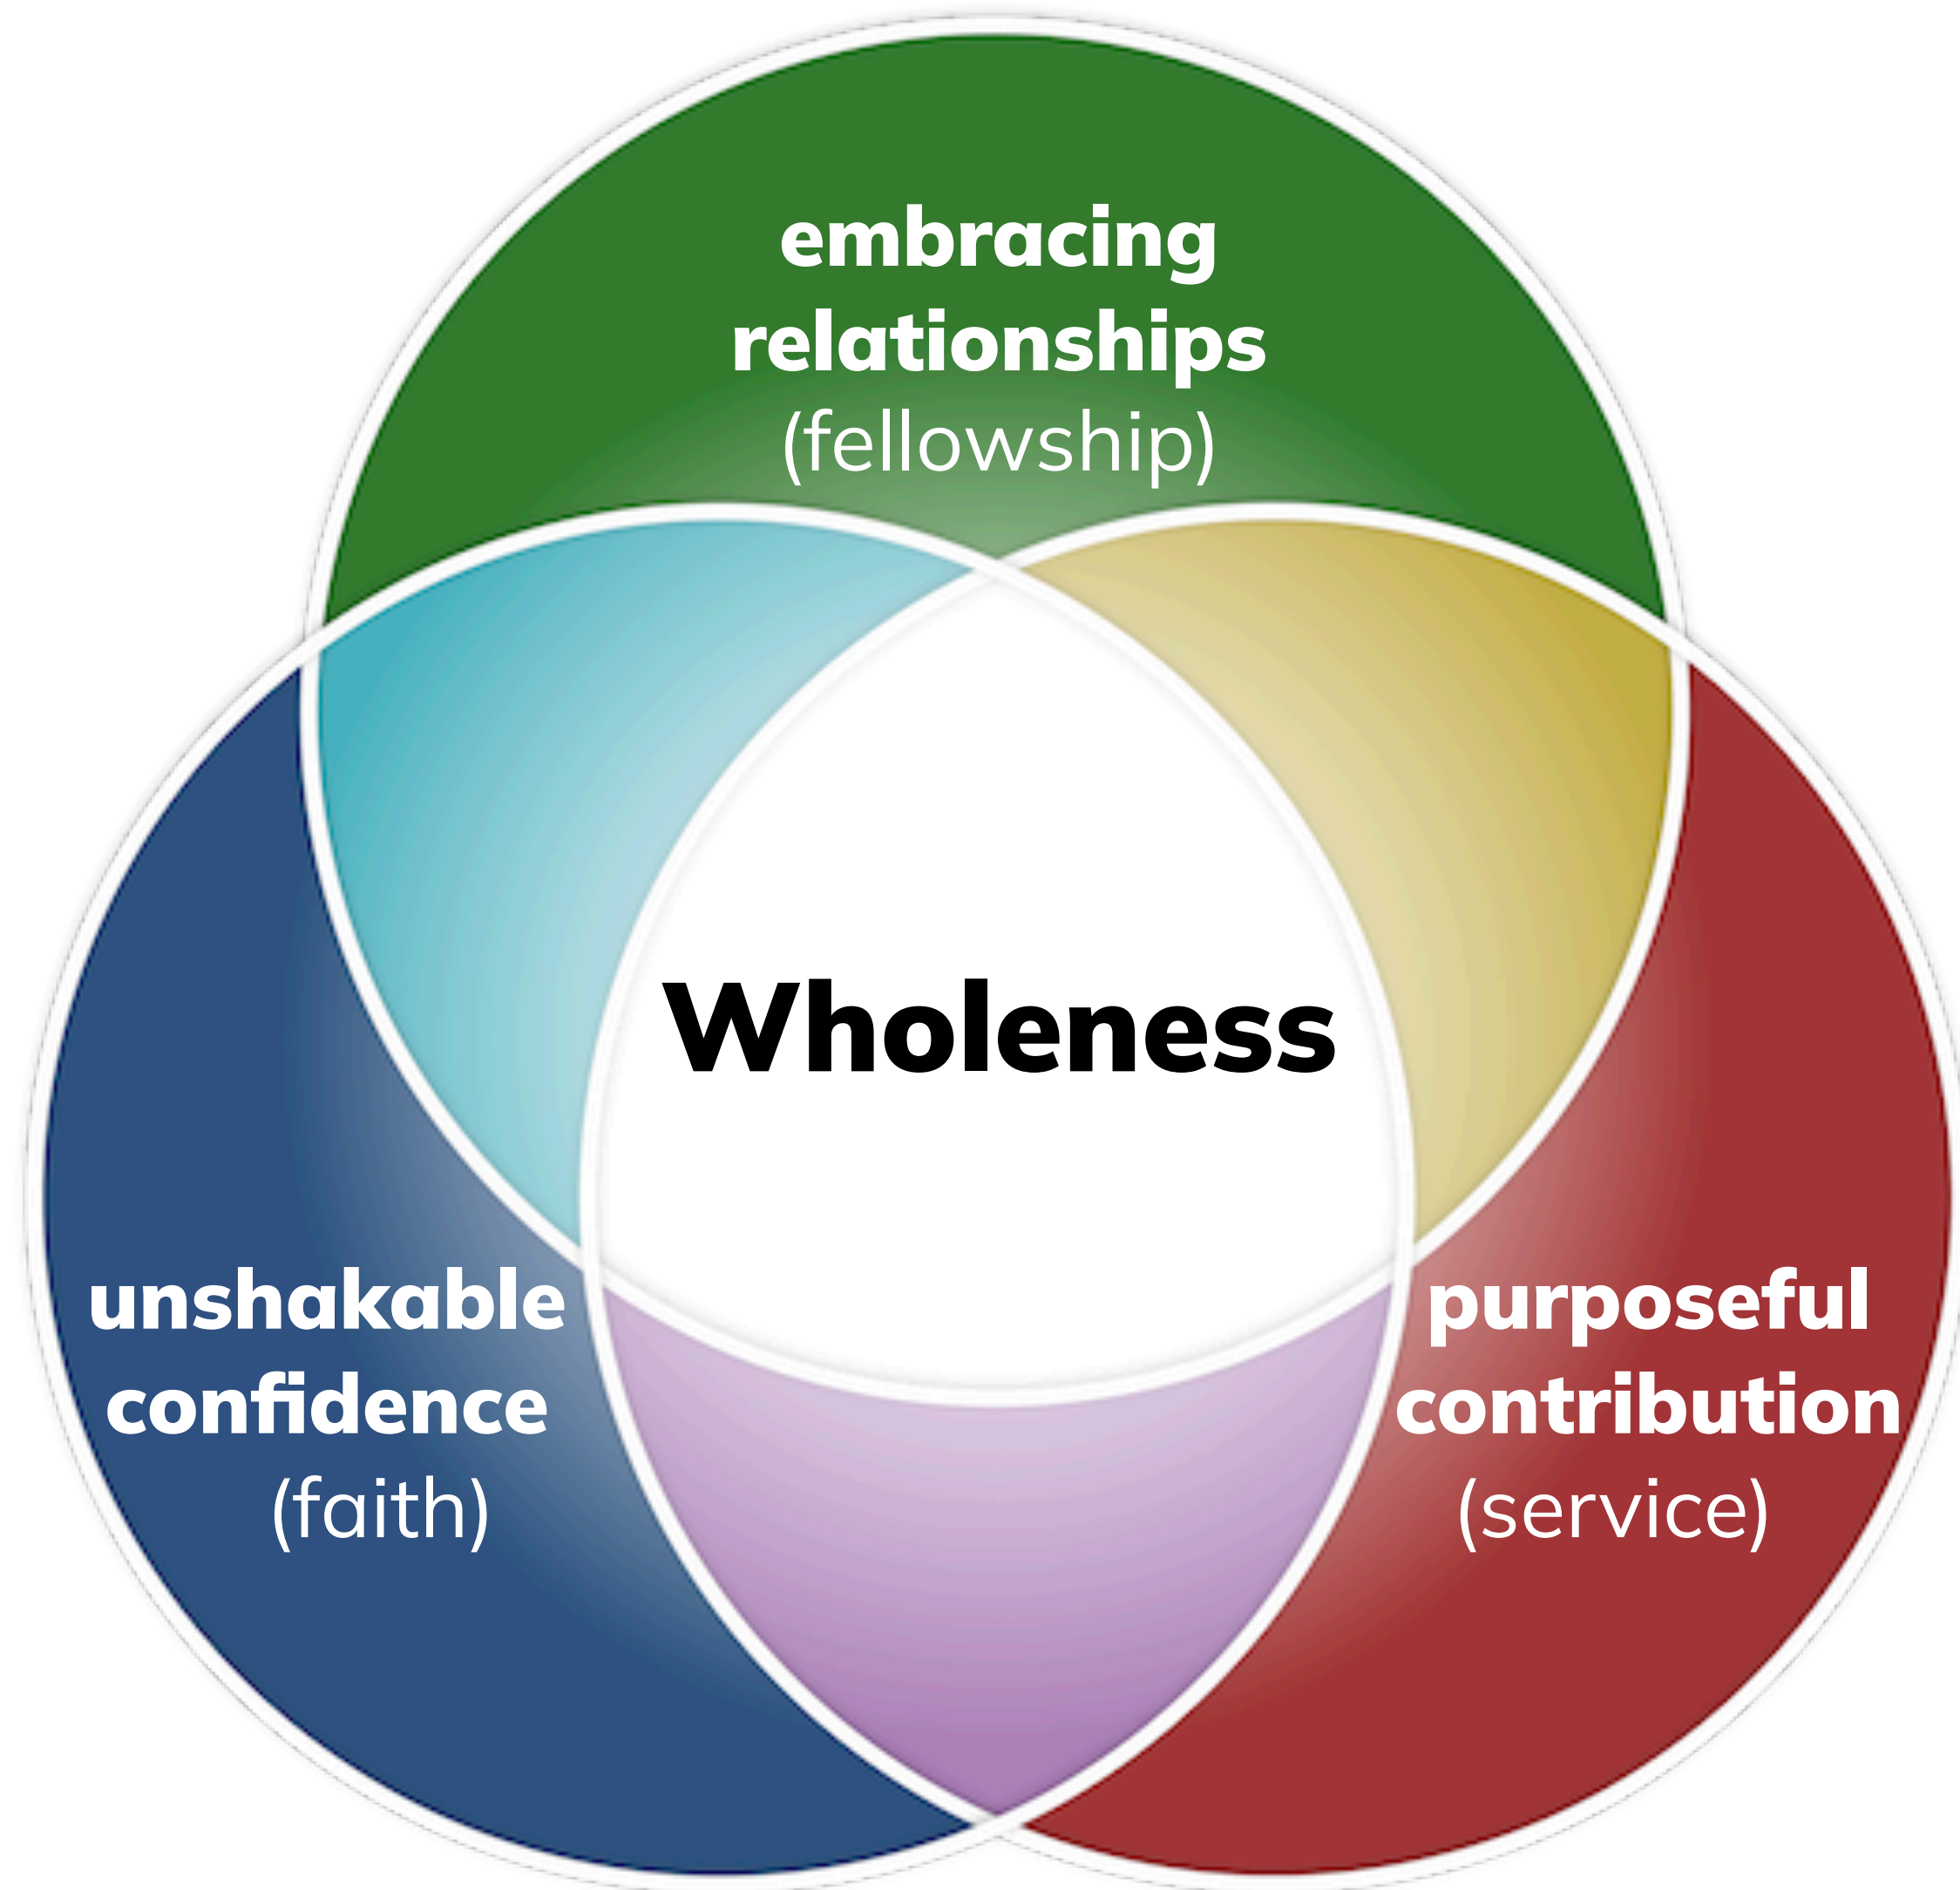 embracing
relationships
(fellowship)
Wholeness
unshakable
confidence
(faith)
purposeful
contribution
(service)